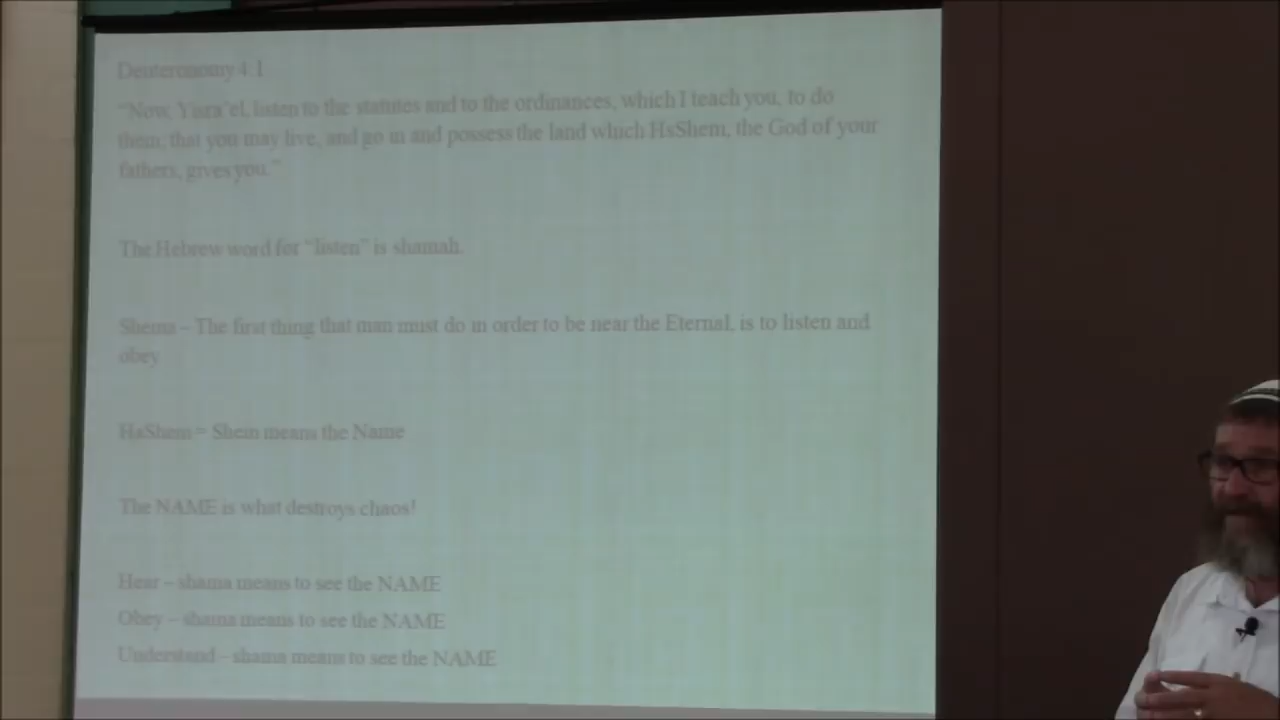 Deuteronomy 4:1
"Now, Yisra'el, listen to the statutes and to the ordinances, which I teach you, to do
them; that you may live, and go in and possess the land which HaShem, the God of your
fathers, gives you."
The Hebrew word for "listen" is shamah.
Shema – The first thing that man must do in order to be near the Eternal, is to listen and
obey
HaShem = Shem means the Name
The NAME is what destroys chaos!
Hear – shama means to see the NAME
Obey – shama means to see the NAME
Understand – shama means to see the NAME